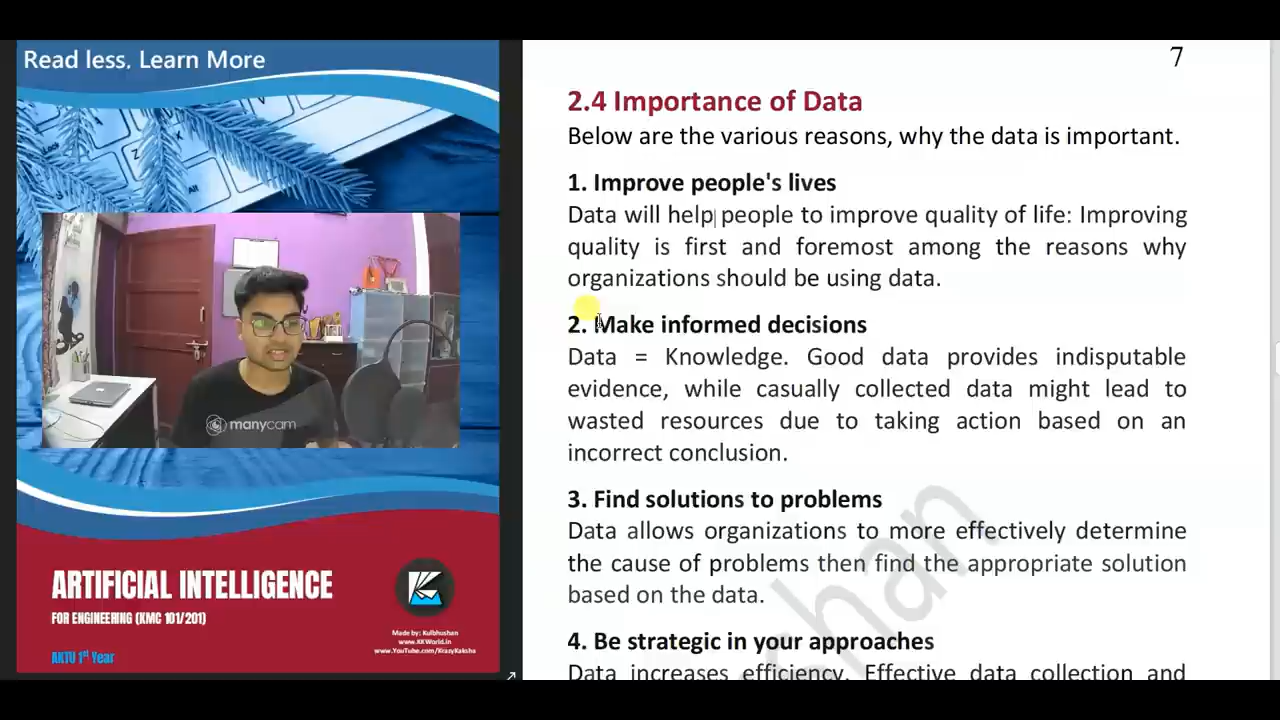 Read less. Learn More
manycam
ARTIFICIAL INTELLIGENCE
FOR ENGINEERING (KMC 101/201)
AKTU 1st Year
Made by: Kulbhushan
www.KKWorld.in
www.YouTube.com/KrazyKaksha
7
2.4 Importance of Data
Below are the various reasons, why the data is important.
1. Improve people's lives
Data will help people to improve quality of life: Improving
quality is first and foremost among the reasons why
organizations should be using data.
2. Make informed decisions
Data = Knowledge. Good data provides indisputable
evidence, while casually collected data might lead to
wasted resources due to taking action based on an
incorrect conclusion.
3. Find solutions to problems
Data allows organizations to more effectively determine
the cause of problems then find the appropriate solution
based on the data.
4. Be strategic in your approaches
Data increases efficiency. Effective data collection and